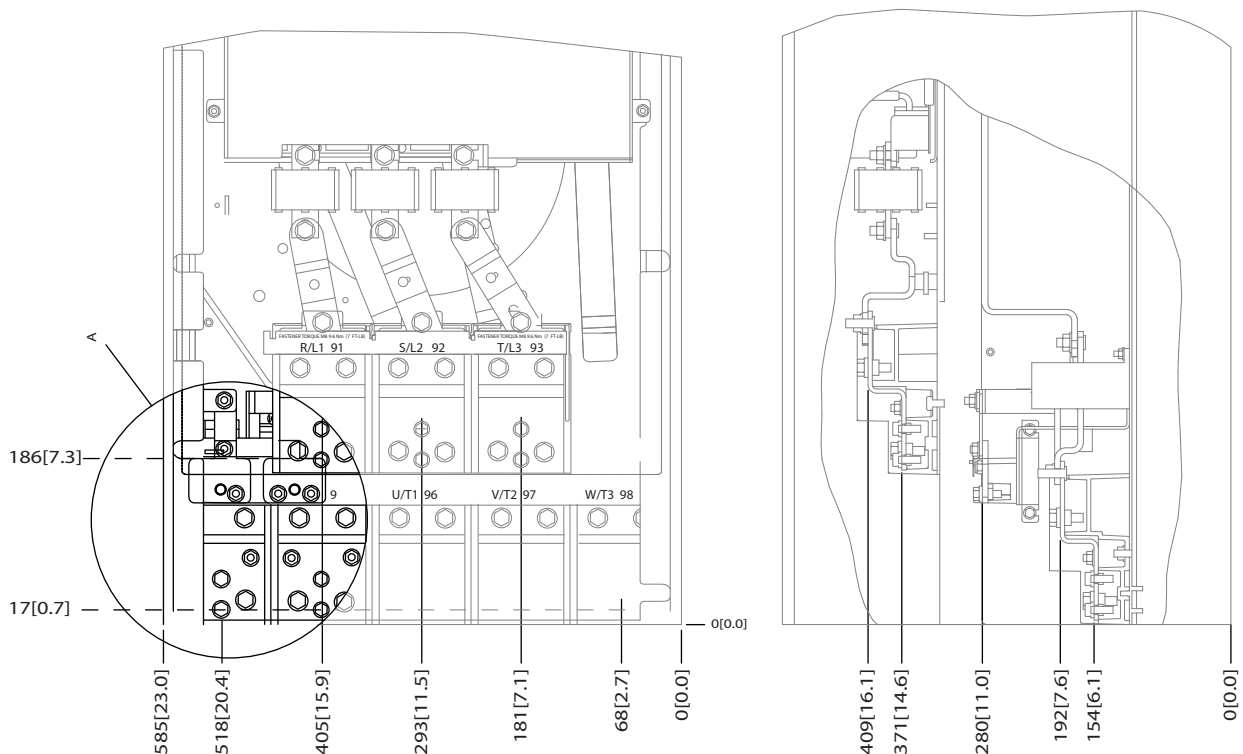 A
FASTENER TORQUE M8 9.6 Nm (7 FT-LB)
FASTENER TORQUE M8 9.6 Nm (7 FT-LB)
R/L1 91
S/L2 92
T/L3 93
186[7.3]
9
U/T1 96
V/T2 97
W/T3 98
17[0.7]
0[0.0]
585[23.0]
518[20.4]
405[15.9]
293[11.5]
181[7.1]
68[2.7]
0[0.0]
409[16.1]
371[14.6]
280[11.0]
192[7.6]
154[6.1]
0[0.0]